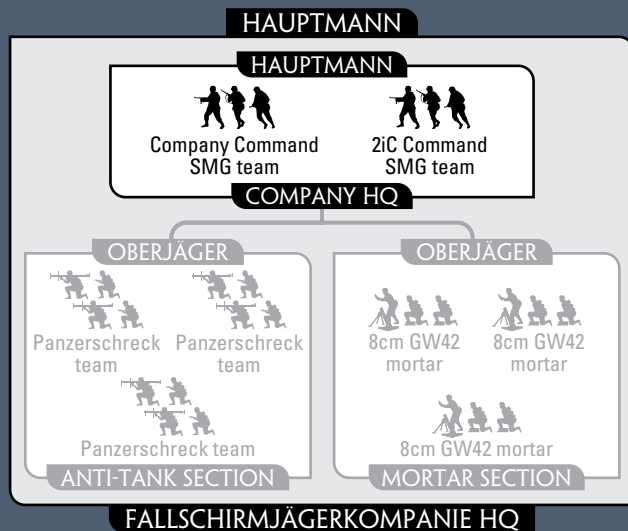 HAUPTMANN
HAUPTMANN
Company Command
SMG team
2iC Command
SMG team
COMPANY HQ
OBERJÄGER
Panzerschreck
team
Panzerschreck
team
Panzerschreck team
ANTI-TANK SECTION
OBERJÄGER
8cm GW42
mortar
8cm GW42
mortar
8cm GW42 mortar
MORTAR SECTION
FALLSCHIRMJÄGERKOMPANIE HQ